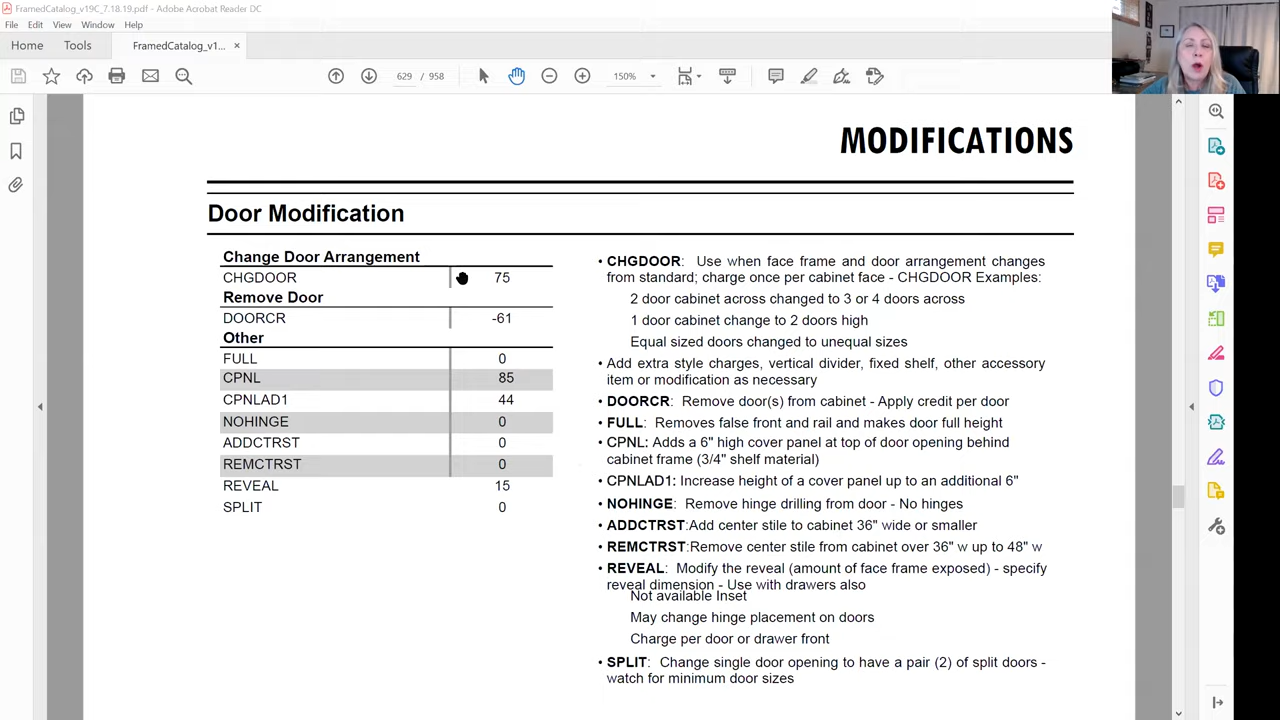 FramedCatalog_v19C_7.18.19.pdf - Adobe Acrobat Reader DC
File Edit View Window Help
Home Tools FramedCatalog_v1... ×
629 / 958 150%
MODIFICATIONS
Door Modification
Change Door Arrangement
CHGDOOR 75
Remove Door
DOORCR -61
Other
FULL 0
CPNL 85
CPNLAD1 44
NOHINGE 0
ADDCTRST 0
REMCTRST 0
REVEAL 15
SPLIT 0
• CHGDOOR: Use when face frame and door arrangement changes
from standard; charge once per cabinet face - CHGDOOR Examples:
2 door cabinet across changed to 3 or 4 doors across
1 door cabinet change to 2 doors high
Equal sized doors changed to unequal sizes
• Add extra style charges, vertical divider, fixed shelf, other accessory
item or modification as necessary
• DOORCR: Remove door(s) from cabinet - Apply credit per door
• FULL: Removes false front and rail and makes door full height
• CPNL: Adds a 6" high cover panel at top of door opening behind
cabinet frame (3/4" shelf material)
• CPNLAD1: Increase height of a cover panel up to an additional 6"
• NOHINGE: Remove hinge drilling from door - No hinges
• ADDCTRST:Add center stile to cabinet 36" wide or smaller
• REMCTRST:Remove center stile from cabinet over 36" w up to 48" w
• REVEAL: Modify the reveal (amount of face frame exposed) - specify
reveal dimension - Use with drawers also
Not available Inset
May change hinge placement on doors
Charge per door or drawer front
• SPLIT: Change single door opening to have a pair (2) of split doors -
watch for minimum door sizes